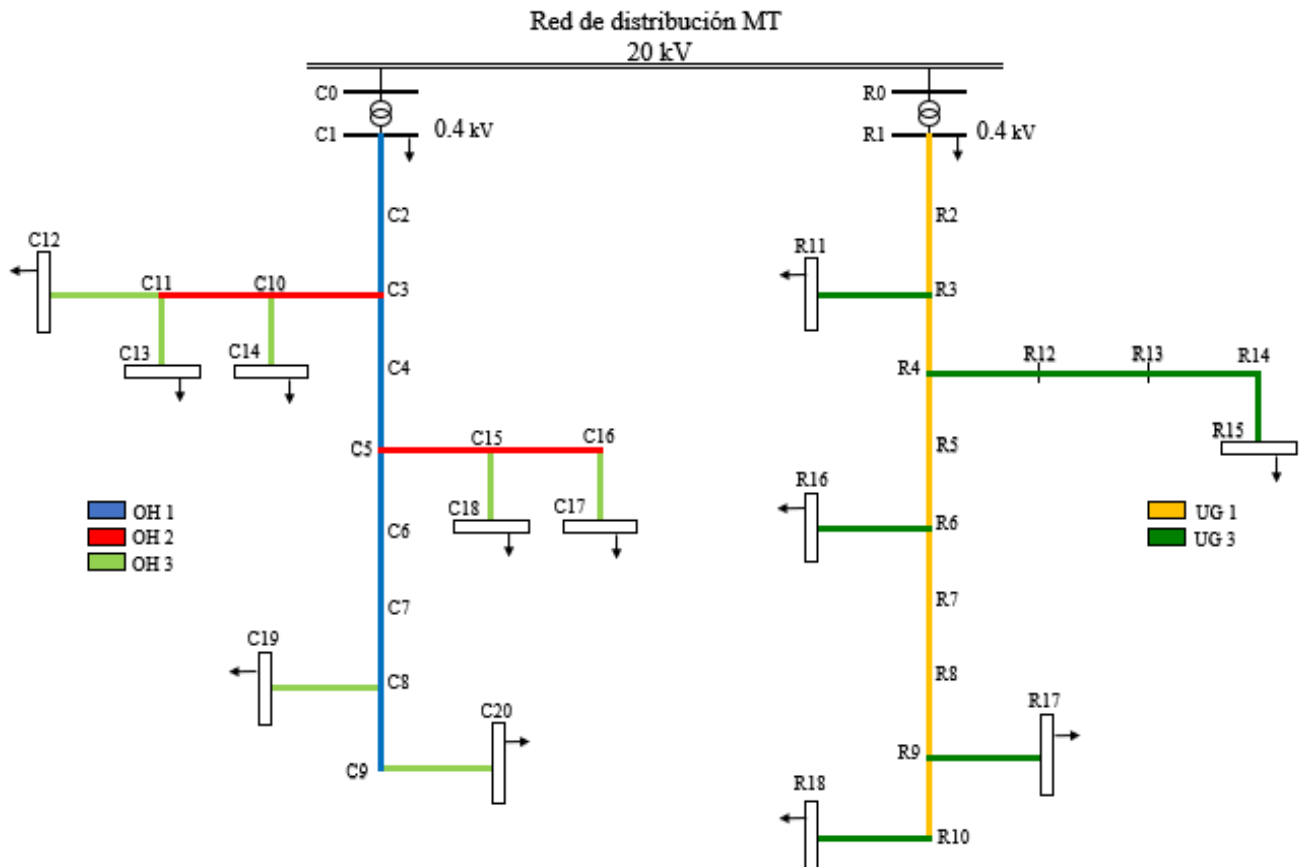 Red de distribución MT
20 kV
C0
R0
C1
0.4 kV
R1
0.4 kV
C2
R2
C12
R11
C11
C10
C3
R3
C13
C14
C4
R4
R12
R13
R14
C5
C15
C16
R5
R15
R16
C18
C17
OH 1
OH 2
OH 3
C6
R6
UG 1
UG 3
C7
R7
C19
C8
R8
C20
R17
C9
R9
R18
R10